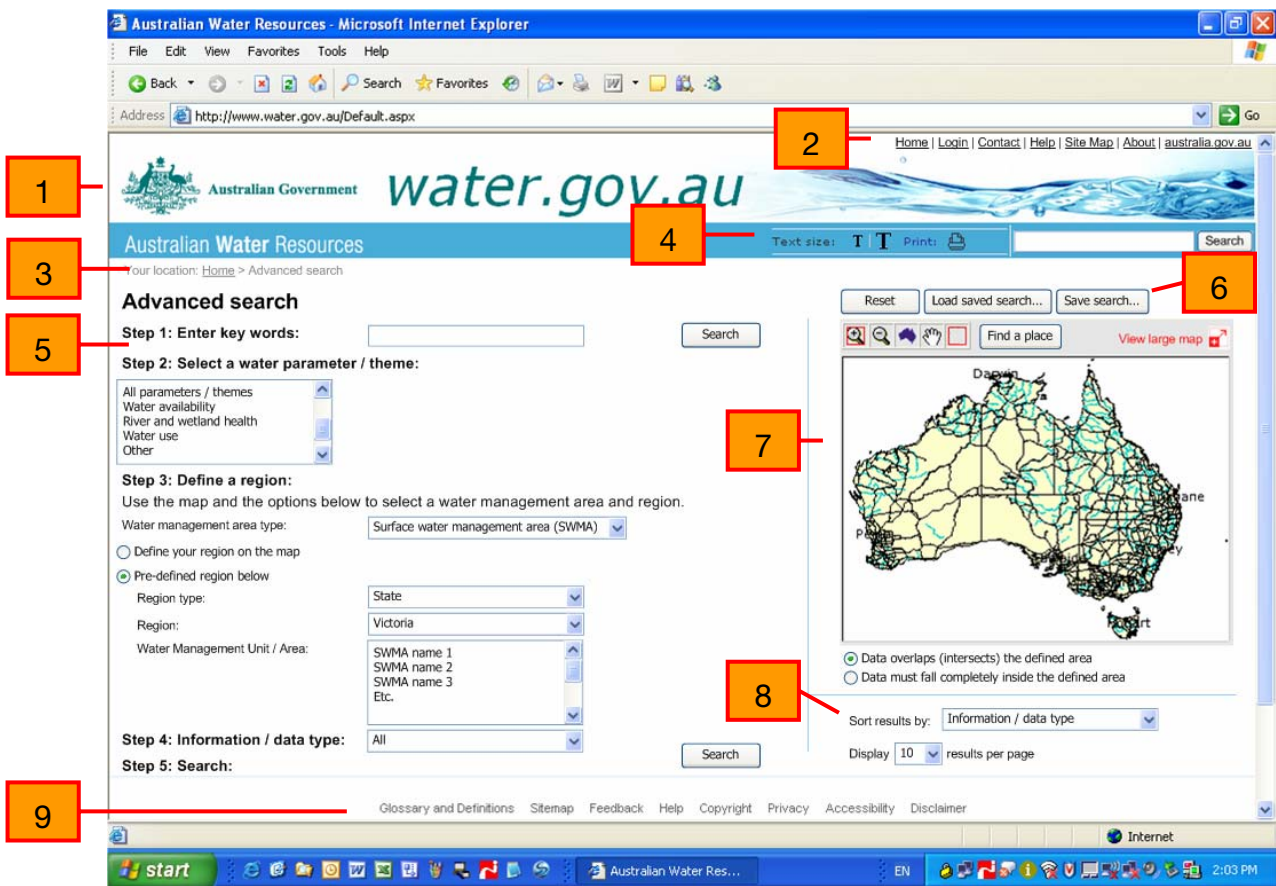 Australian Water Resources - Microsoft Internet Explorer
File Edit View Favorites Tools Help
Back Search Favorites
Address http://www.water.gov.au/Default.aspx Go
2
Home | Login | Contact | Help | Site Map | About | australia.gov.au
1
Australian Government
water.gov.au
4
Australian Water Resources
Text size: T T Print: Search
3
Your location: Home > Advanced search
6
Advanced search
Reset Load saved search... Save search...
5
Step 1: Enter key words: Search
Find a place View large map
Step 2: Select a water parameter / theme:
All parameters / themes
Water availability
River and wetland health
Water use
Other
7
Darwin
Step 3: Define a region:
Use the map and the options below to select a water management area and region.
Water management area type: Surface water management area (SWMA)
Define your region on the map
Pre-defined region below
Region type: State
Region: Victoria
Water Management Unit / Area:
SWMA name 1
SWMA name 2
SWMA name 3
Etc.
Data overlaps (intersects) the defined area
Data must fall completely inside the defined area
8
Sort results by: Information / data type
Display 10 results per page
Step 4: Information / data type: All
Step 5: Search: Search
9
Glossary and Definitions Sitemap Feedback Help Copyright Privacy Accessibility Disclaimer
Internet
start Australian Water Res... EN 2:03 PM